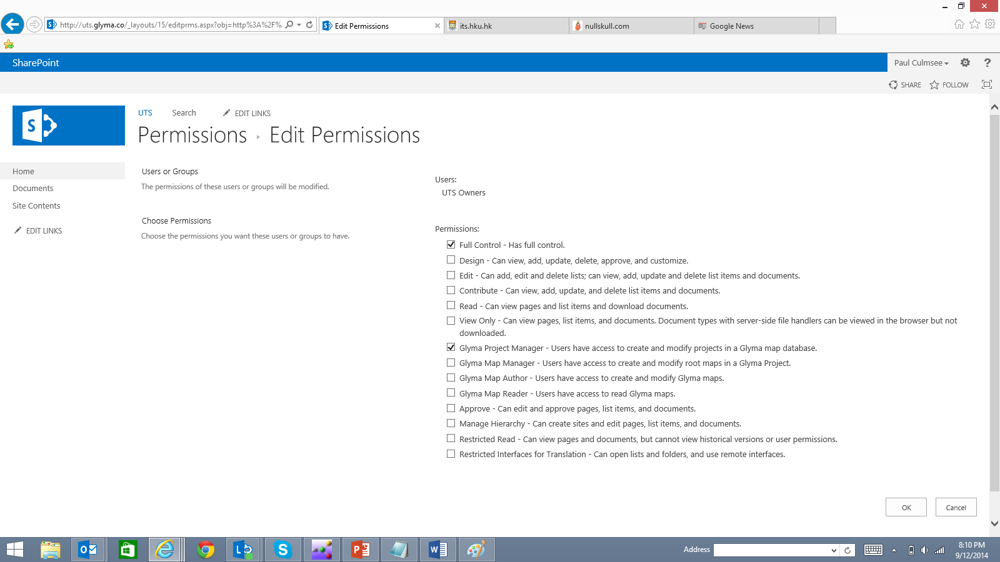 http://uts.glyma.co/_layouts/15/editprms.aspx?obj=http%3A%2F%
Edit Permissions
its.hku.hk
nullskull.com
Google News
SharePoint
Paul Culmsee
?
SHARE
FOLLOW
S
UTS
Search
EDIT LINKS
Permissions
Edit Permissions
Home
Documents
Site Contents
EDIT LINKS
Users or Groups
The permissions of these users or groups will be modified.
Users:
UTS Owners
Choose Permissions
Choose the permissions you want these users or groups to have.
Permissions:
Full Control - Has full control.
Design - Can view, add, update, delete, approve, and customize.
Edit - Can add, edit and delete lists; can view, add, update and delete list items and documents.
Contribute - Can view, add, update, and delete list items and documents.
Read - Can view pages and list items and download documents.
View Only - Can view pages, list items, and documents. Document types with server-side file handlers can be viewed in the browser but not
downloaded.
Glyma Project Manager - Users have access to create and modify projects in a Glyma map database.
Glyma Map Manager - Users have access to create and modify root maps in a Glyma Project.
Glyma Map Author - Users have access to create and modify Glyma maps.
Glyma Map Reader - Users have access to read Glyma maps.
Approve - Can edit and approve pages, list items, and documents.
Manage Hierarchy - Can create sites and edit pages, list items, and documents.
Restricted Read - Can view pages and documents, but cannot view historical versions or user permissions.
Restricted Interfaces for Translation - Can open lists and folders, and use remote interfaces.
OK
Cancel
Address
8:10 PM
9/12/2014